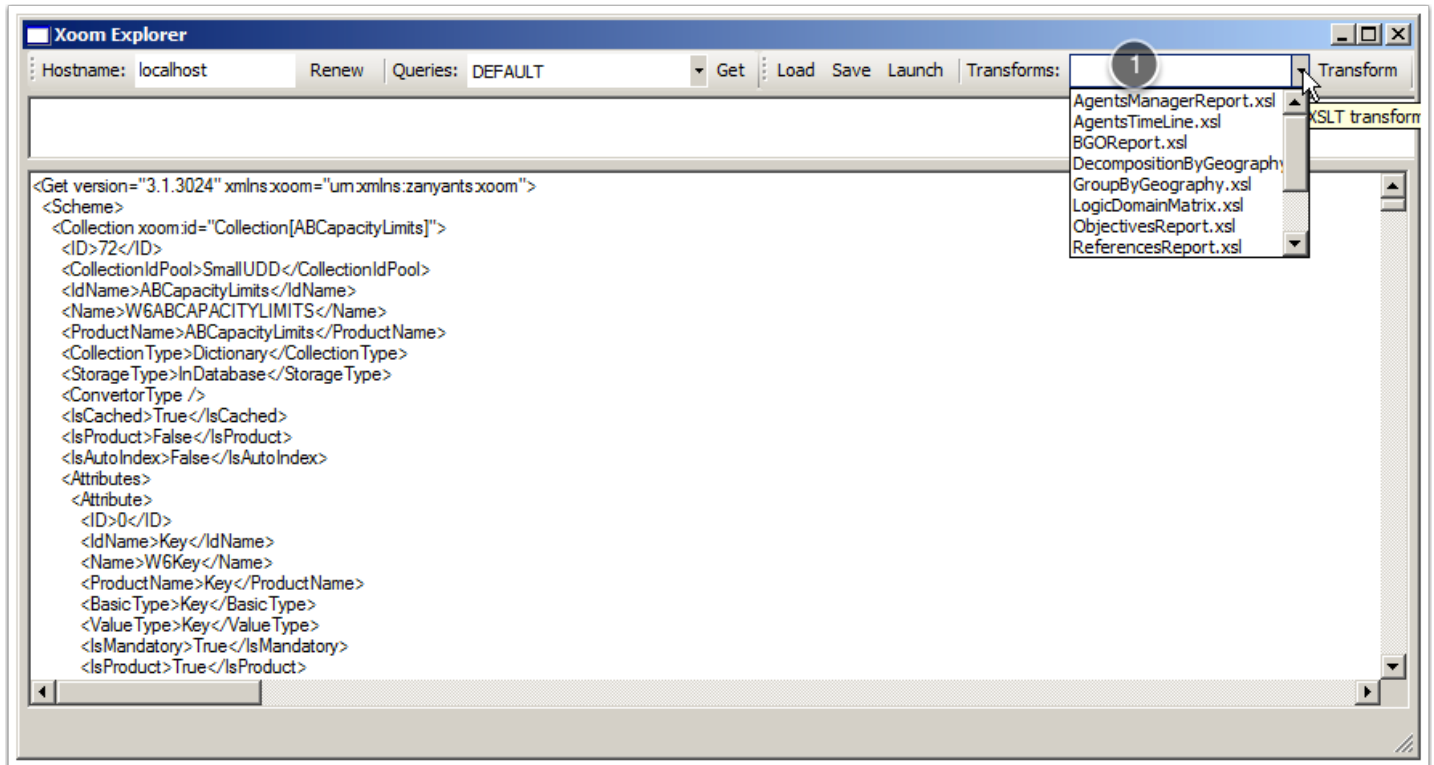 Xoom Explorer
Hostname: localhost Renew Queries: DEFAULT Get Load Save Launch Transforms: 1 Transform
AgentsManagerReport.xsl
AgentsTimeLine.xsl
BGOReport.xsl
DecompositionByGeography
GroupByGeography.xsl
LogicDomainMatrix.xsl
ObjectivesReport.xsl
ReferencesReport.xsl
XSLT transform
<Get version="3.1.3024" xmlns:xoom="urn:xmlns:zanyants:xoom">
<Scheme>
<Collection xoom:id="Collection[ABCapacityLimits]">
<ID>72</ID>
<CollectionIdPool>SmallUDD</CollectionIdPool>
<IdName>ABCapacityLimits</IdName>
<Name>W6ABCAPACITYLIMITS</Name>
<ProductName>ABCapacityLimits</ProductName>
<CollectionType>Dictionary</CollectionType>
<StorageType>InDatabase</StorageType>
<ConvertorType />
<IsCached>True</IsCached>
<IsProduct>False</IsProduct>
<IsAutoIndex>False</IsAutoIndex>
<Attributes>
<Attribute>
<ID>0</ID>
<IdName>Key</IdName>
<Name>W6Key</Name>
<ProductName>Key</ProductName>
<BasicType>Key</BasicType>
<ValueType>Key</ValueType>
<IsMandatory>True</IsMandatory>
<IsProduct>True</IsProduct>